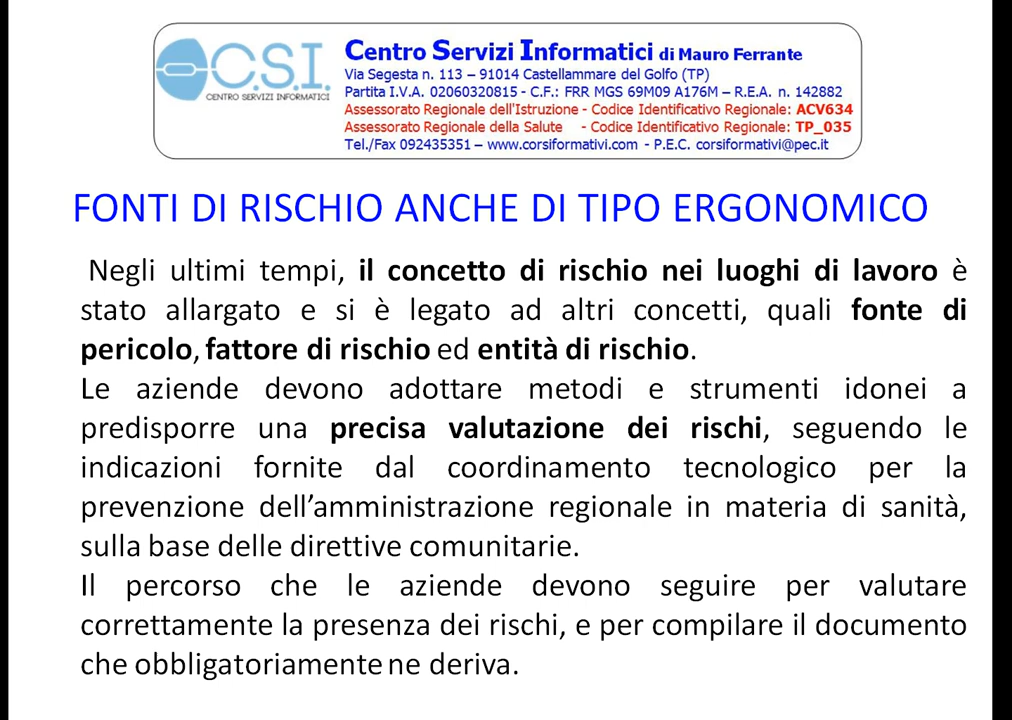 C.S.I.
CENTRO SERVIZI INFORMATICI
Centro Servizi Informatici di Mauro Ferrante
Via Segesta n. 113 – 91014 Castellammare del Golfo (TP)
Partita I.V.A. 02060320815 - C.F.: FRR MGS 69M09 A176M – R.E.A. n. 142882
Assessorato Regionale dell'Istruzione - Codice Identificativo Regionale: ACV634
Assessorato Regionale della Salute - Codice Identificativo Regionale: TP_035
Tel./Fax 092435351 – www.corsiformativi.com - P.E.C. corsiformativi@pec.it
FONTI DI RISCHIO ANCHE DI TIPO ERGONOMICO
Negli ultimi tempi, il concetto di rischio nei luoghi di lavoro è
stato allargato e si è legato ad altri concetti, quali fonte di
pericolo, fattore di rischio ed entità di rischio.
Le aziende devono adottare metodi e strumenti idonei a
predisporre una precisa valutazione dei rischi, seguendo le
indicazioni fornite dal coordinamento tecnologico per la
prevenzione dell’amministrazione regionale in materia di sanità,
sulla base delle direttive comunitarie.
Il percorso che le aziende devono seguire per valutare
correttamente la presenza dei rischi, e per compilare il documento
che obbligatoriamente ne deriva.